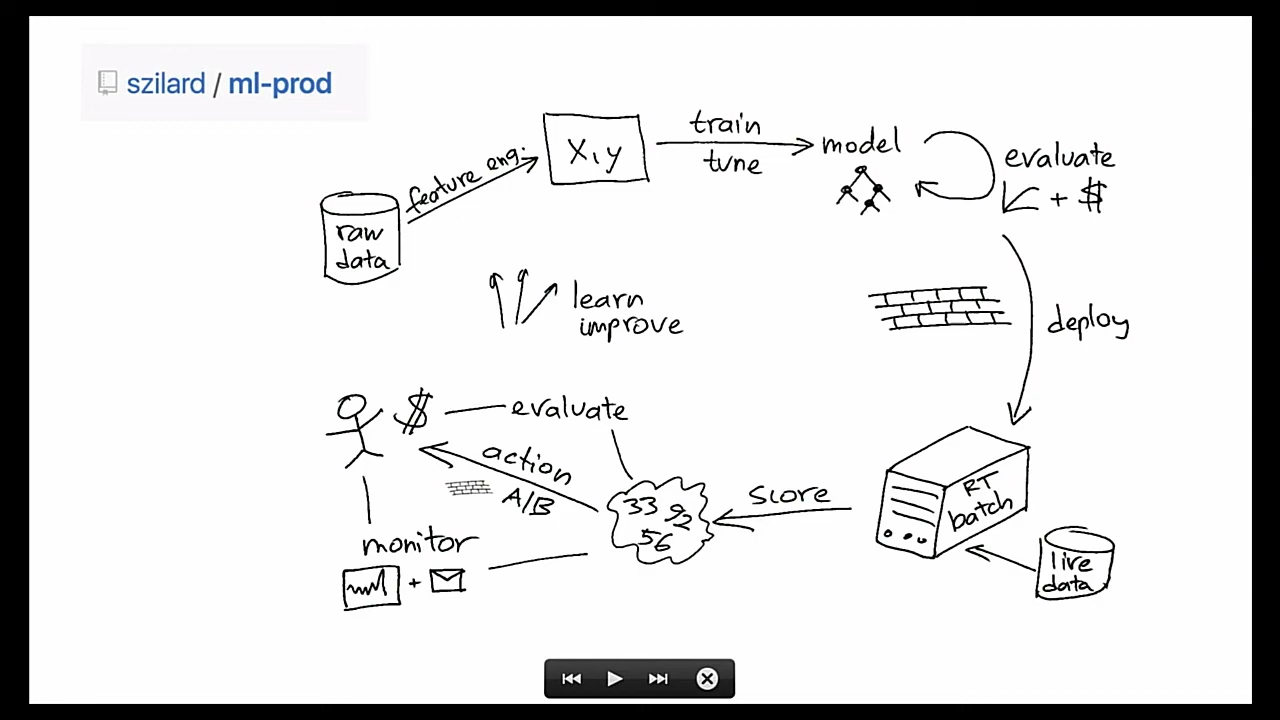 szilard / ml-prod
feature eng.
X, y
train
tune
model
evaluate
+ $
raw
data
learn
improve
deploy
$
evaluate
action
A/B
33 92
56
score
RT
batch
live
data
monitor
+